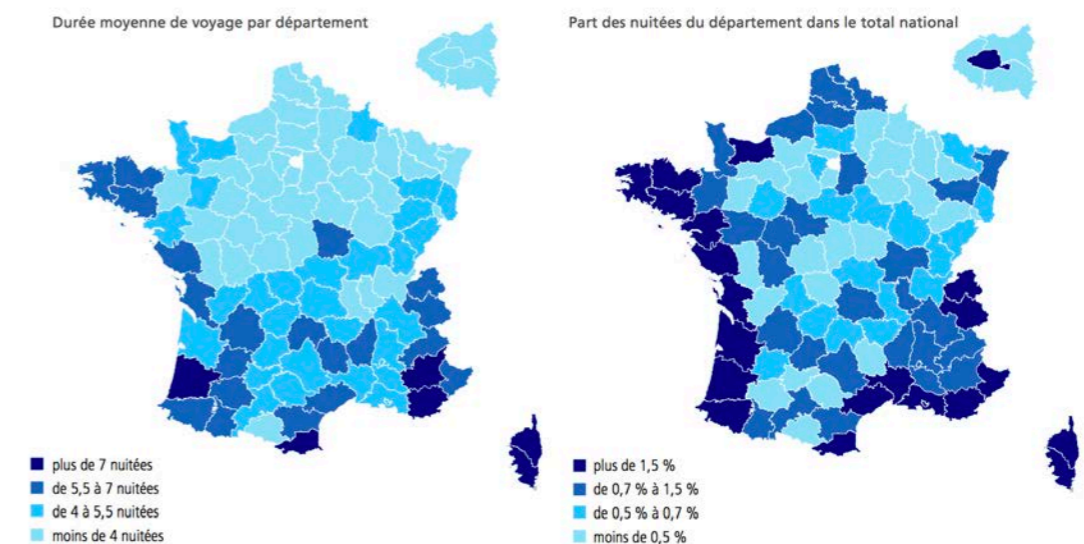 Durée moyenne de voyage par département
plus de 7 nuitées
de 5,5 à 7 nuitées
de 4 à 5,5 nuitées
moins de 4 nuitées
Part des nuitées du département dans le total national
plus de 1,5 %
de 0,7 % à 1,5 %
de 0,5 % à 0,7 %
moins de 0,5 %